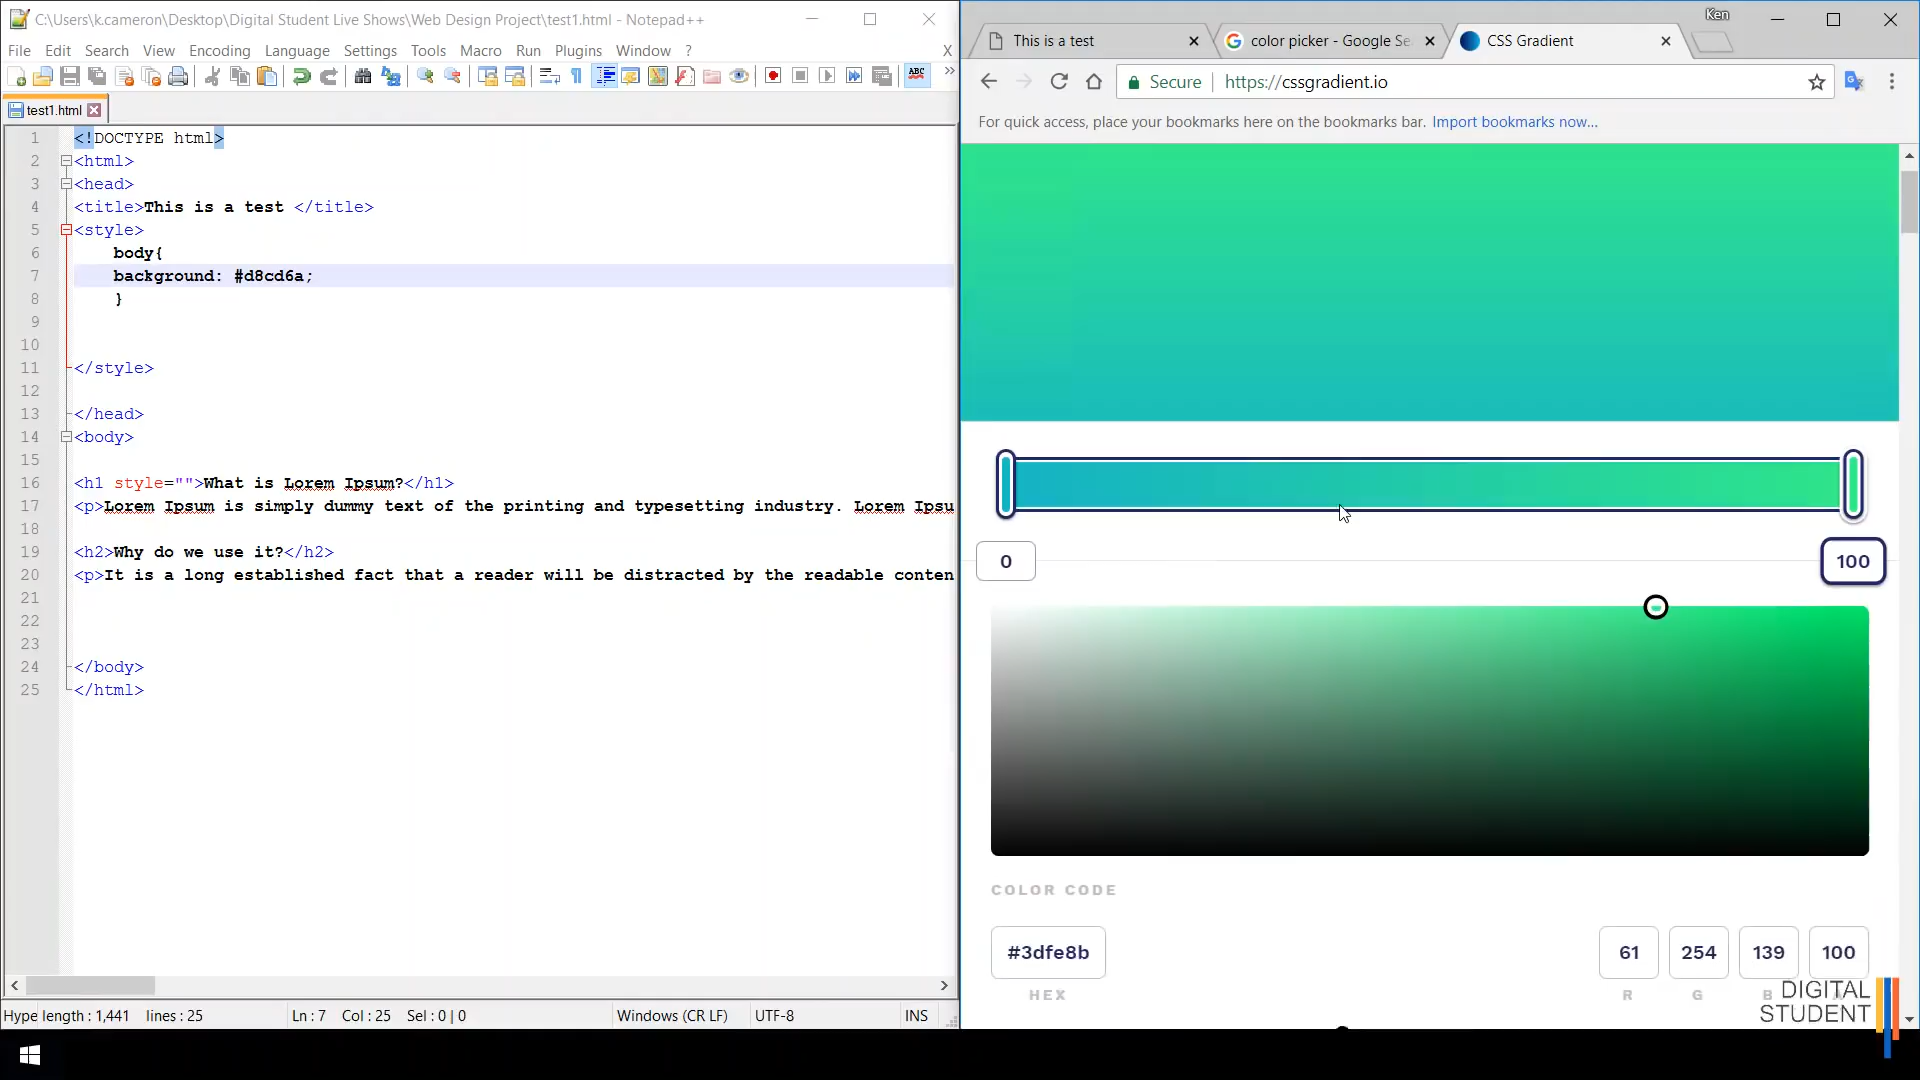 C:\Users\k.cameron\Desktop\Digital Student Live Shows\Web Design Project\test1.html - Notepad++
File Edit Search View Encoding Language Settings Tools Macro Run Plugins Window ? X
ABC
test1.html
1 <!DOCTYPE html>
2 <html>
3 <head>
4 <title>This is a test </title>
5 <style>
6 body{
7 background: #d8cd6a;
8 }
9
10
11 </style>
12
13 </head>
14 <body>
15
16 <h1 style="">What is Lorem Ipsum?</h1>
17 <p>Lorem Ipsum is simply dummy text of the printing and typesetting industry. Lorem Ipsu
18
19 <h2>Why do we use it?</h2>
20 <p>It is a long established fact that a reader will be distracted by the readable conten
21
22
23
24 </body>
25 </html>
Hype length : 1,441 lines : 25 Ln : 7 Col : 25 Sel : 0 | 0 Windows (CR LF) UTF-8 INS
Ken
This is a test
color picker - Google Se
CSS Gradient
Secure https://cssgradient.io
For quick access, place your bookmarks here on the bookmarks bar. Import bookmarks now...
0 100
COLOR CODE
#3dfe8b 61 254 139 100
HEX R G B
DIGITAL
STUDENT